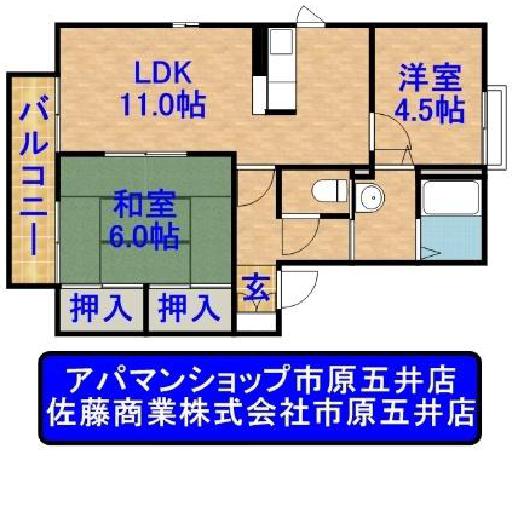 LDK
11.0帖
洋室
4.5帖
バルコニー
和室
6.0帖
押入
押入
玄
アパマンショップ市原五井店
佐藤商業株式会社市原五井店